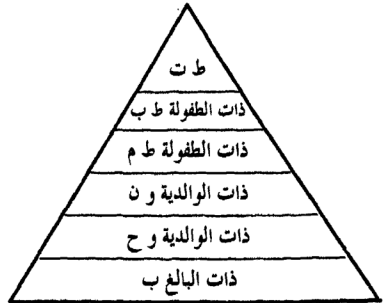 ط ت
ذات الطفولة ط ب
ذات الطفولة ط م
ذات الوالدية و ن
ذات الوالدية و ح
ذات البالغ ب